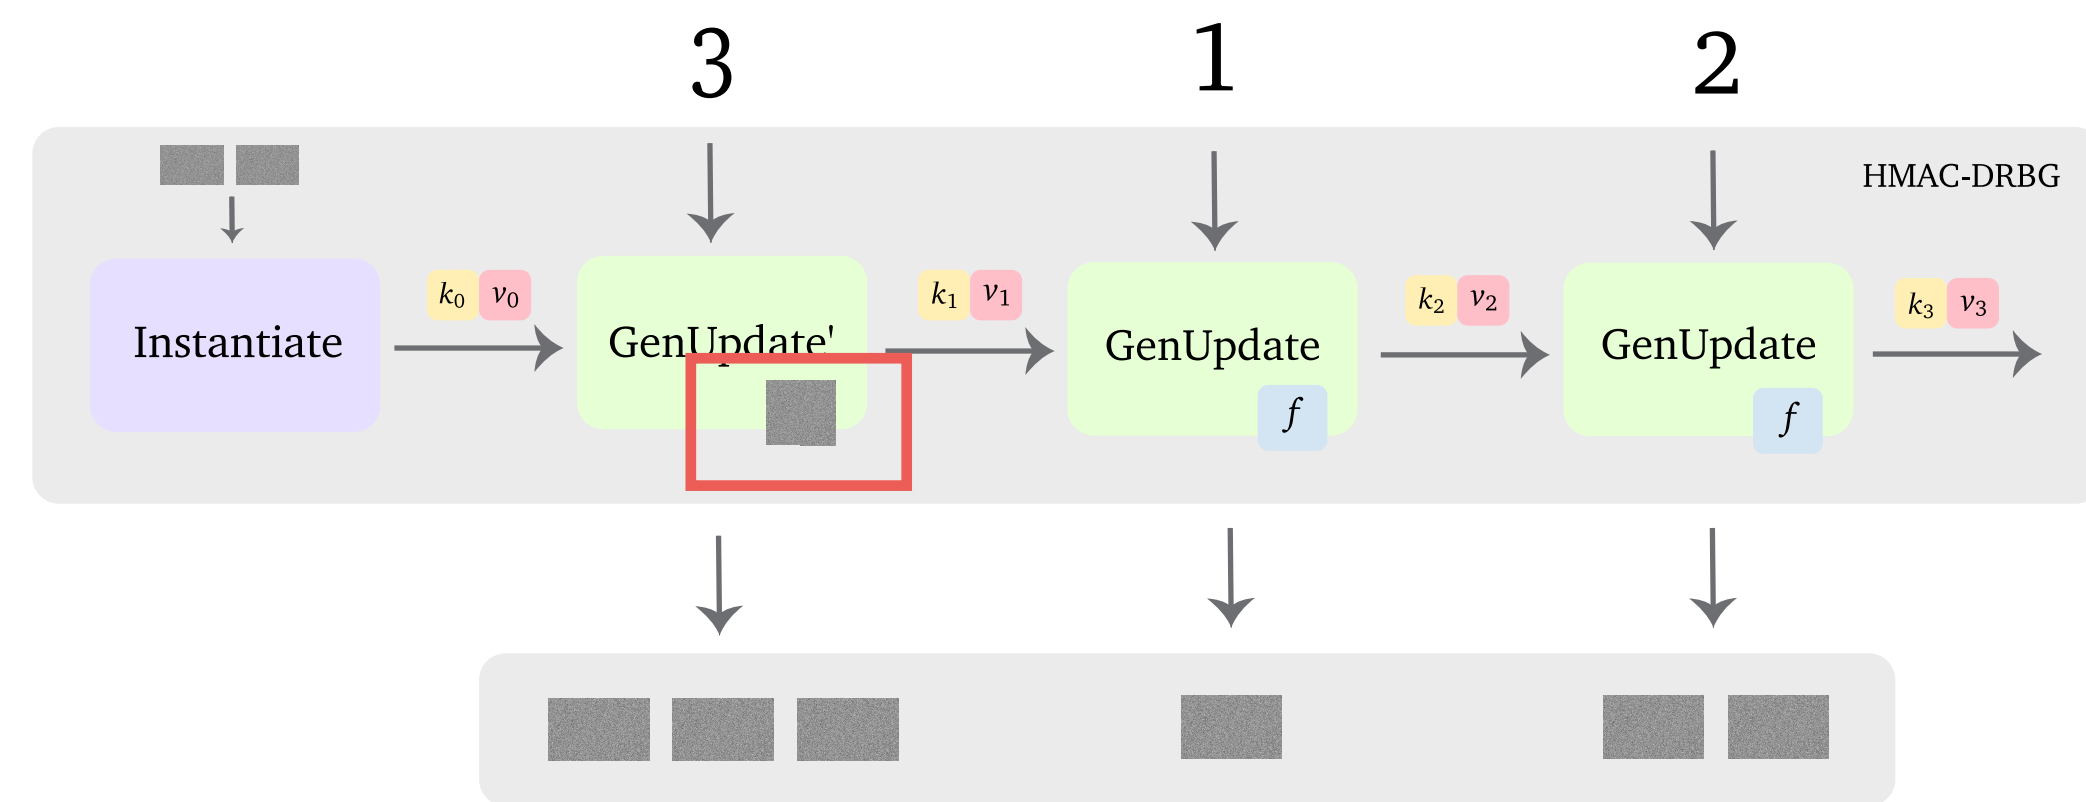 3
1
2
HMAC-DRBG
Instantiate
k₀ v₀
GenUpdate'
k₁ v₁
GenUpdate
f
k₂ v₂
GenUpdate
f
k₃ v₃